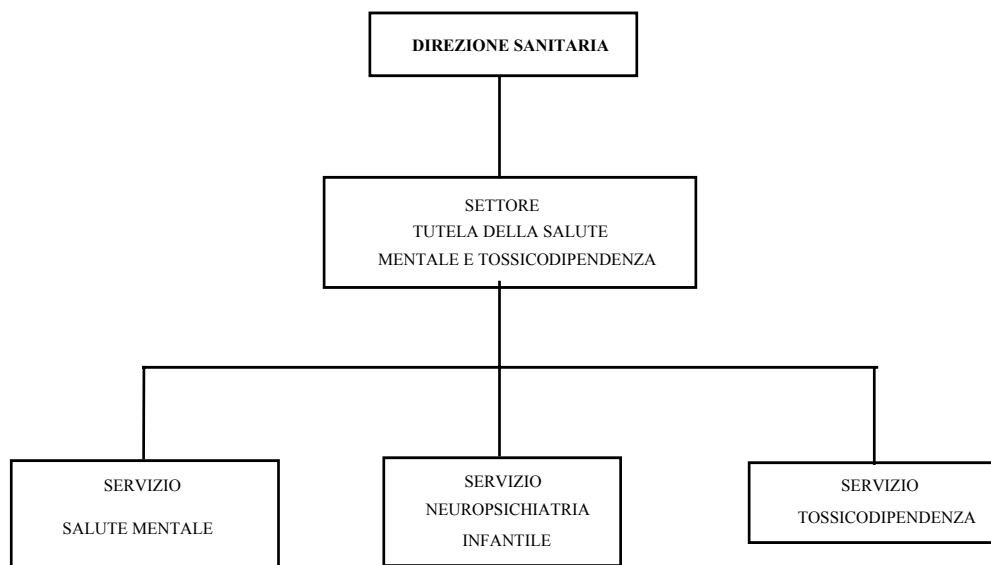 DIREZIONE SANITARIA
SETTORE
TUTELA DELLA SALUTE
MENTALE E TOSSICODIPENDENZA
SERVIZIO
SALUTE MENTALE
SERVIZIO
NEUROPSICHIATRIA
INFANTILE
SERVIZIO
TOSSICODIPENDENZA